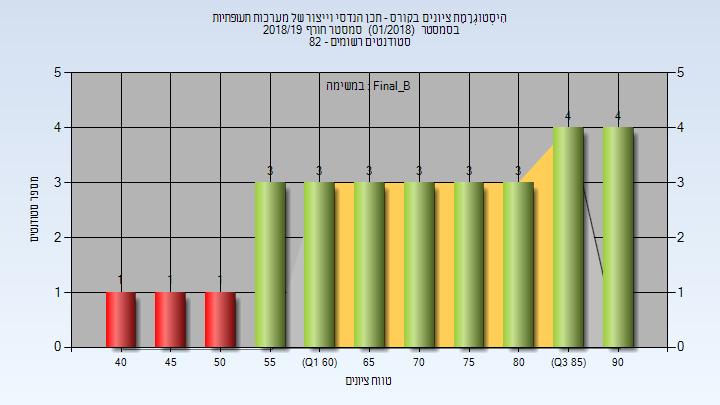 הִיסְטוֹגְרַמַּת ציונים בקורס - תכן הנדסי וייצור של מערכות תעופתיות
בסמסטר (01/2018) סמסטר חורף 2018/19
סטודנטים רשומים - 82
במשימה : Final_B
מספר סטודנטים
5 5
4 4
3 3
2 2
1 1
0 0
1 1 1 3 3 3 3 3 3 4 4
40 45 50 55 (Q1 60) 65 70 75 80 (Q3 85) 90
טווח ציונים